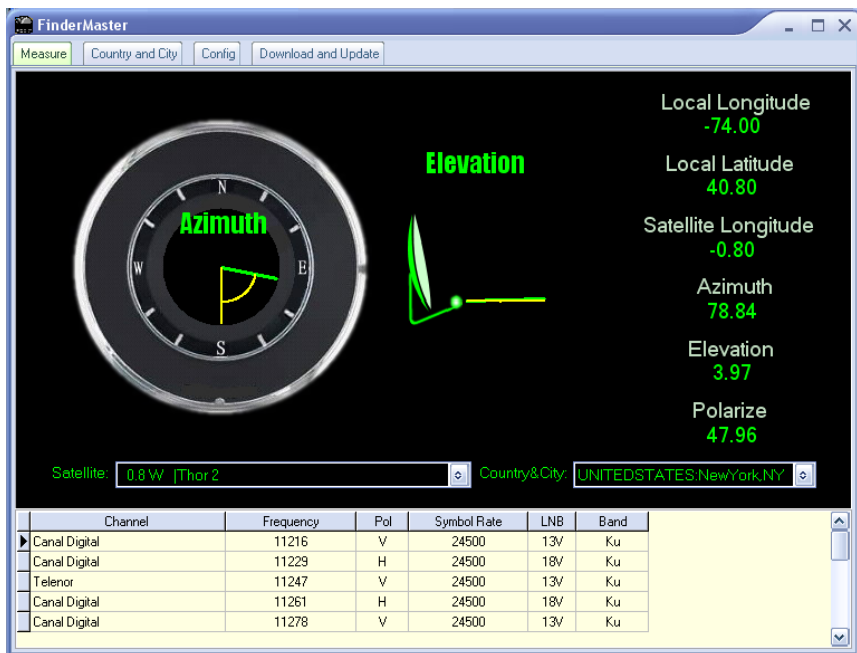 FinderMaster
Measure Country and City Config Download and Update
Local Longitude
-74.00
Elevation
Local Latitude
40.80
N
Azimuth
Satellite Longitude
-0.80
W E
Azimuth
78.84
S
Elevation
3.97
Polarize
47.96
Satellite: 0.8 W |Thor 2 Country&City: UNITEDSTATES:NewYork,NY
Channel Frequency Pol Symbol Rate LNB Band
Canal Digital 11216 V 24500 13V Ku
Canal Digital 11229 H 24500 18V Ku
Telenor 11247 V 24500 13V Ku
Canal Digital 11261 H 24500 18V Ku
Canal Digital 11278 V 24500 13V Ku